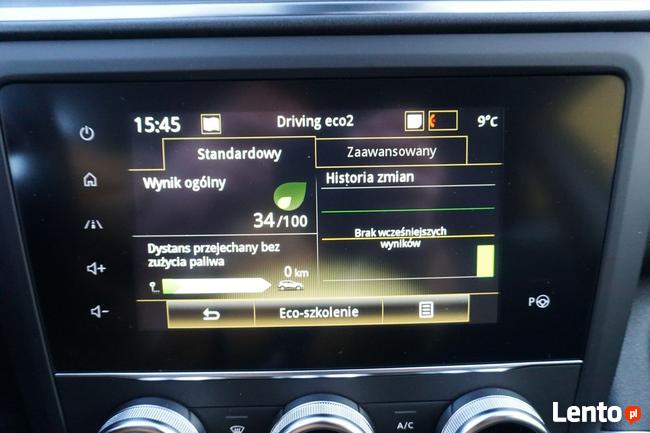 15:45 Driving eco2 9°C
Standardowy Zaawansowany
Wynik ogólny
34/100
Historia zmian
Brak wcześniejszych
wyników
Dystans przejechany bez
zużycia paliwa
0 km
Eco-szkolenie
P
A/C
Lento.pl